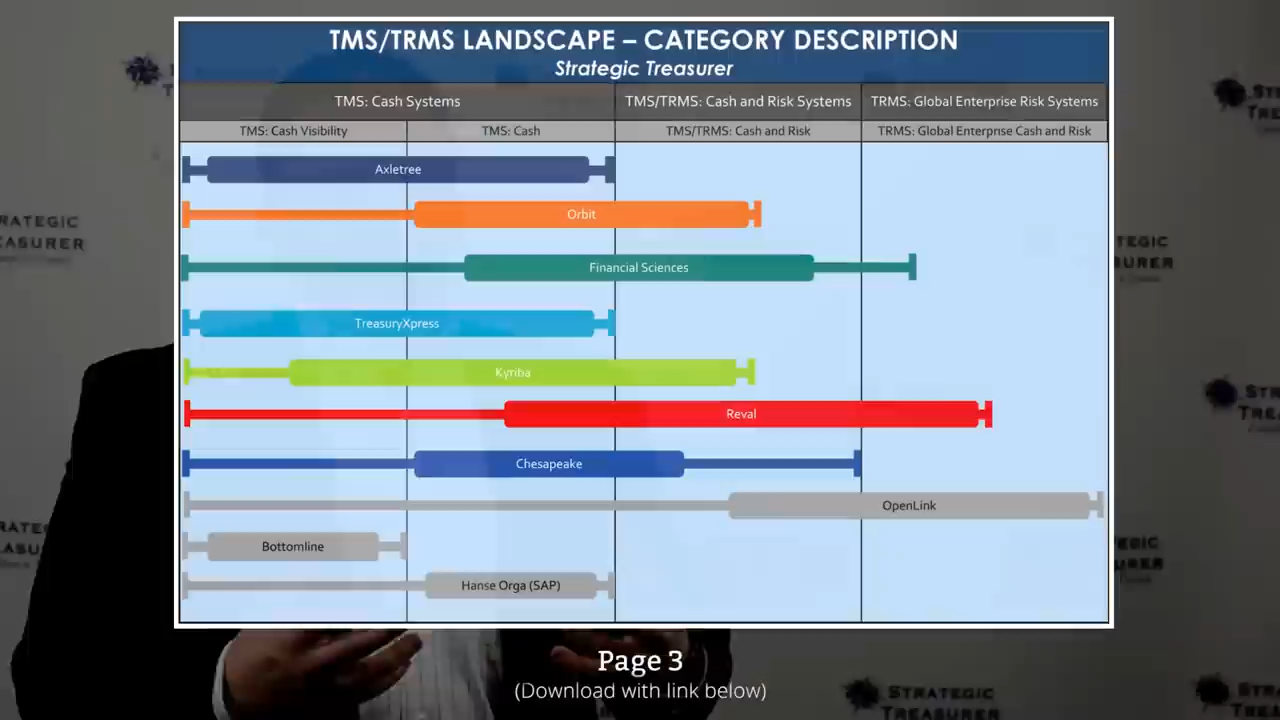 TMS/TRMS LANDSCAPE – CATEGORY DESCRIPTION
Strategic Treasurer
TMS: Cash Systems
TMS/TRMS: Cash and Risk Systems
TRMS: Global Enterprise Risk Systems
TMS: Cash Visibility
TMS: Cash
TMS/TRMS: Cash and Risk
TRMS: Global Enterprise Cash and Risk
Axletree
Orbit
Financial Sciences
TreasuryXpress
Kyriba
Reval
Chesapeake
OpenLink
Bottomline
Hanse Orga (SAP)
Page 3
(Download with link below)
STRATEGIC
TREASURER